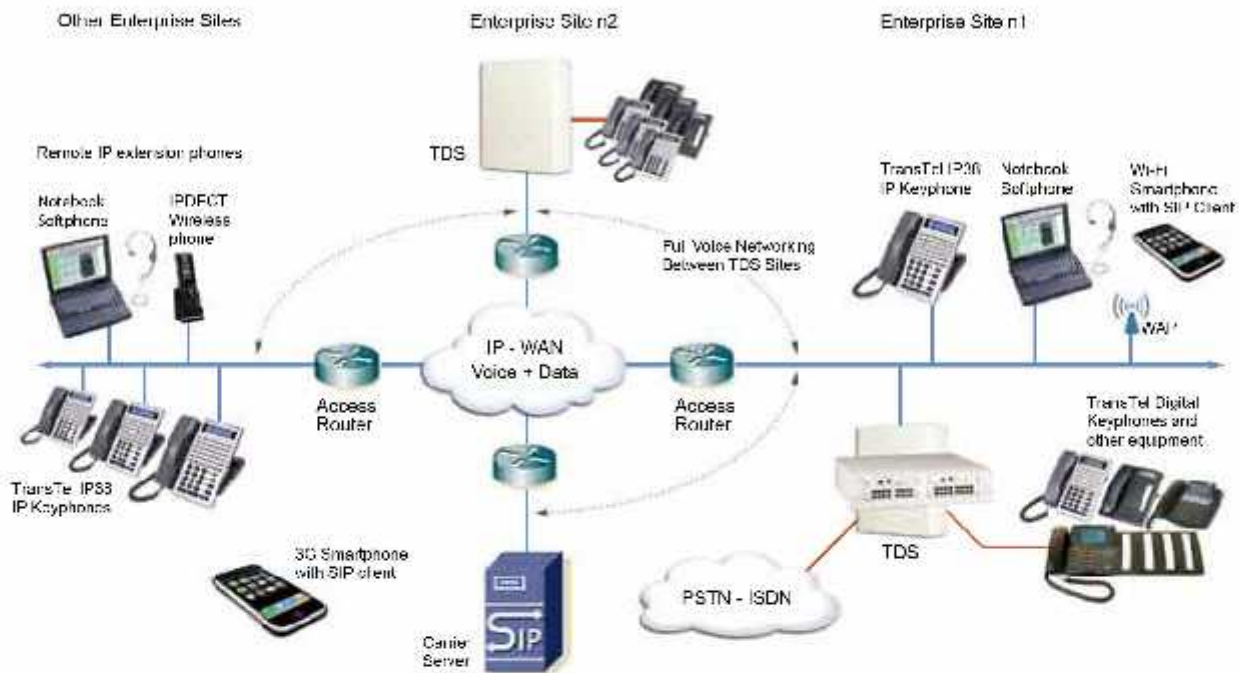 Other Enterprise Sites
Enterprise Site n2
Enterprise Site n1
TDS
Remote IP extension phones
Notebook
Softphone
IPDECT
Wireless
phone
TransTel IP38
IP Keyphone
Notebook
Softphone
Wi-Fi
Smartphone
with SIP Client
Full Voice Networking
Between TDS Sites
WAP
IP - WAN
Voice + Data
Access
Router
Access
Router
TransTel Digital
Keyphones and
other equipment
TransTel IP38
IP Keyphones
TDS
3G Smartphone
with SIP client
PSTN - ISDN
SIP
Carrier
Server